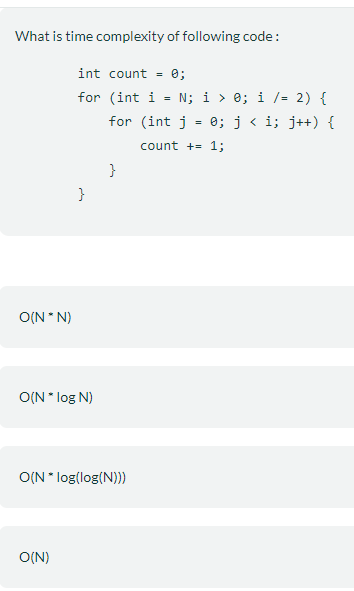 What is time complexity of following code :
int count = 0;
for (int i = N; i > 0; i /= 2) {
for (int j = 0; j < i; j++) {
count += 1;
}
}
O(N * N)
O(N * log N)
O(N * log(log(N)))
O(N)